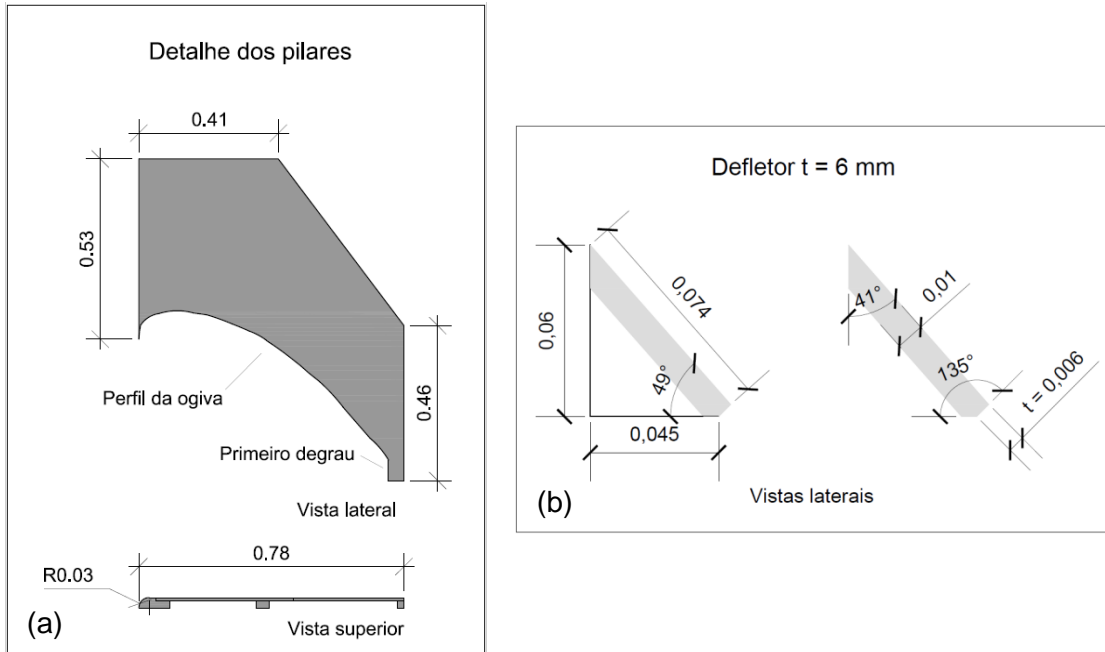 Detalhe dos pilares
0.41
0.53
0.46
Perfil da ogiva
Primeiro degrau
Vista lateral
0.78
R0.03
Vista superior
(a)
Defletor t = 6 mm
0,06
0,074
49°
0,045
41°
0,01
135°
t = 0,006
Vistas laterais
(b)